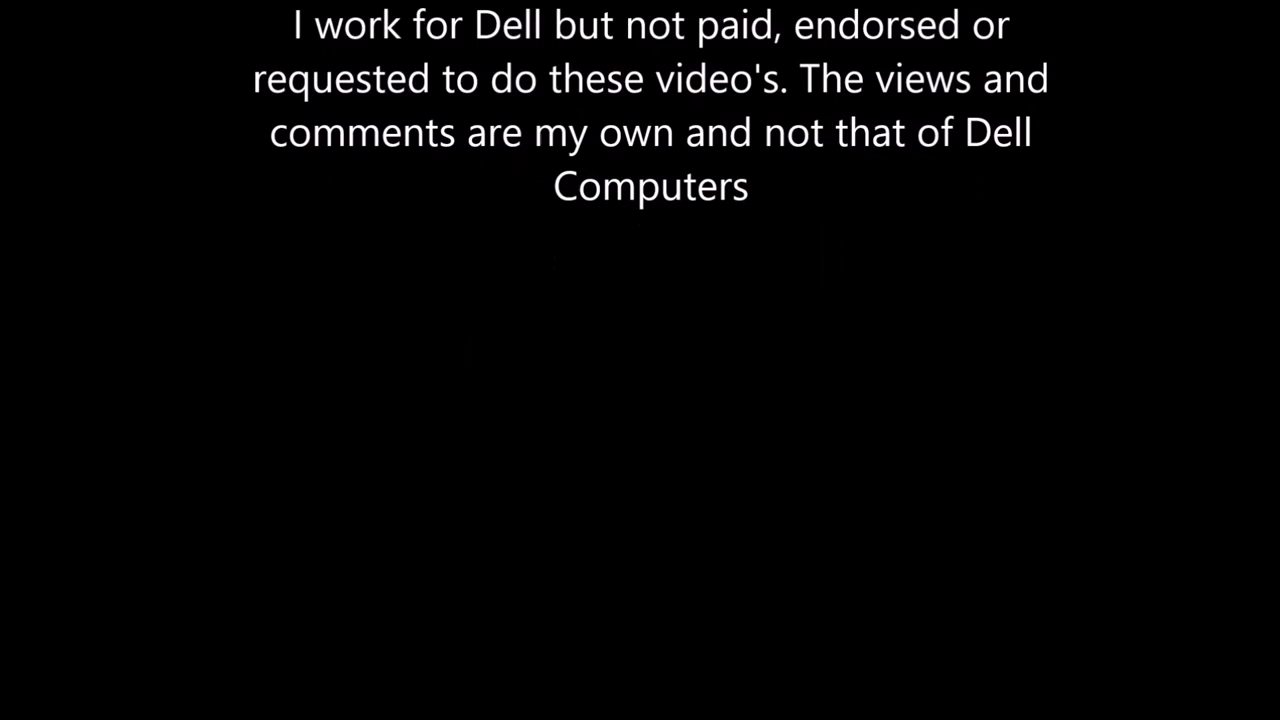 I work for Dell but not paid, endorsed or
requested to do these video's. The views and
comments are my own and not that of Dell
Computers